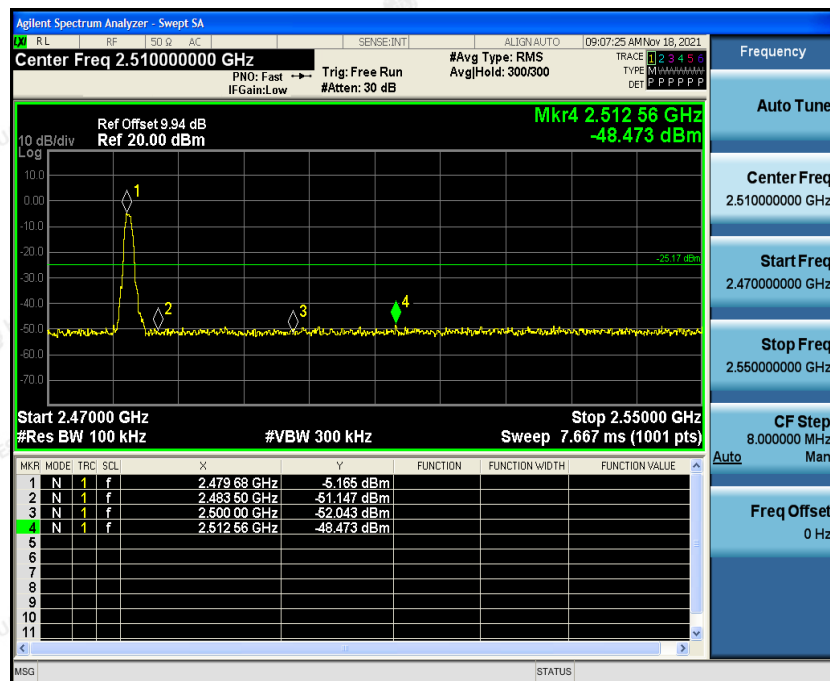 Agilent Spectrum Analyzer - Swept SA
LXI RL RF 50 Ω AC SENSE:INT ALIGN AUTO 09:07:25 AM Nov 18, 2021
Center Freq 2.510000000 GHz
PNO: Fast
IFGain:Low
Trig: Free Run
#Atten: 30 dB
#Avg Type: RMS
Avg|Hold: 300/300
TRACE 1 2 3 4 5 6
TYPE M WWWWW
DET P P P P P P
Mkr4 2.512 56 GHz
-48.473 dBm
Ref Offset 9.94 dB
Ref 20.00 dBm
10 dB/div
Log
10.0
0.00
-10.0
-20.0
-30.0
-40.0
-50.0
-60.0
-70.0
1
2
3
4
-25.17 dBm
Start 2.47000 GHz
Stop 2.55000 GHz
#Res BW 100 kHz
#VBW 300 kHz
Sweep 7.667 ms (1001 pts)
MKR MODE TRC SCL X Y FUNCTION FUNCTION WIDTH FUNCTION VALUE
1 N 1 f 2.479 68 GHz -5.165 dBm
2 N 1 f 2.483 50 GHz -51.147 dBm
3 N 1 f 2.500 00 GHz -52.043 dBm
4 N 1 f 2.512 56 GHz -48.473 dBm
5
6
7
8
9
10
11
MSG
STATUS
Frequency
Auto Tune
Center Freq
2.510000000 GHz
Start Freq
2.470000000 GHz
Stop Freq
2.550000000 GHz
CF Step
8.000000 MHz
Auto Man
Freq Offset
0 Hz